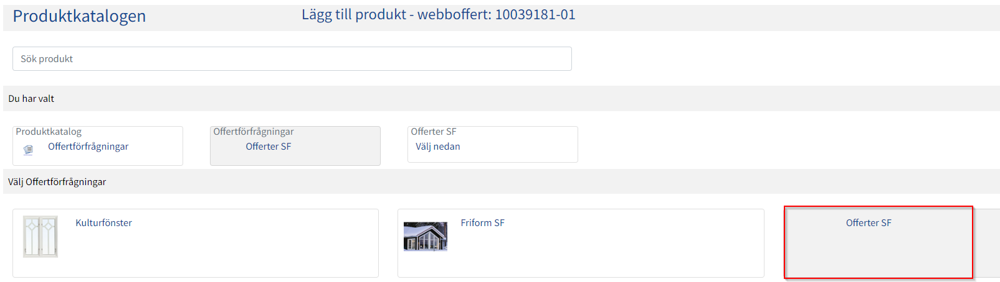 Produktkatalogen
Lägg till produkt - webboffert: 10039181-01
Sök produkt
Du har valt
Produktkatalog
Offertförfrågningar
Offertförfrågningar
Offerter SF
Offerter SF
Välj nedan
Välj Offertförfrågningar
Kulturfönster
Friform SF
Offerter SF